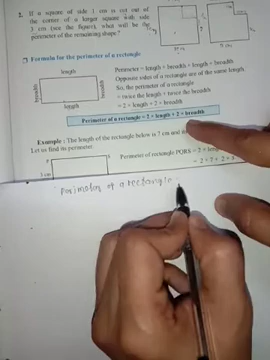 2. If a square of side 1 cm is cut out of
the corner of a larger square with side
3 cm (see the figure), what will be the
perimeter of the remaining shape?
Formula for the perimeter of a rectangle
length
breadth
breadth
length
Perimeter = length + breadth + length + breadth
Opposite sides of a rectangle are of the same length.
So, the perimeter of a rectangle
= twice the length + twice the breadth
= 2 × length + 2 × breadth
Perimeter of a rectangle = 2 × length + 2 × breadth
Example : The length of the rectangle below is 7 cm and
Let us find its perimeter.
P
S
3 cm
Perimeter of rectangle PQRS = 2 ×
Perimeter of a rectangle